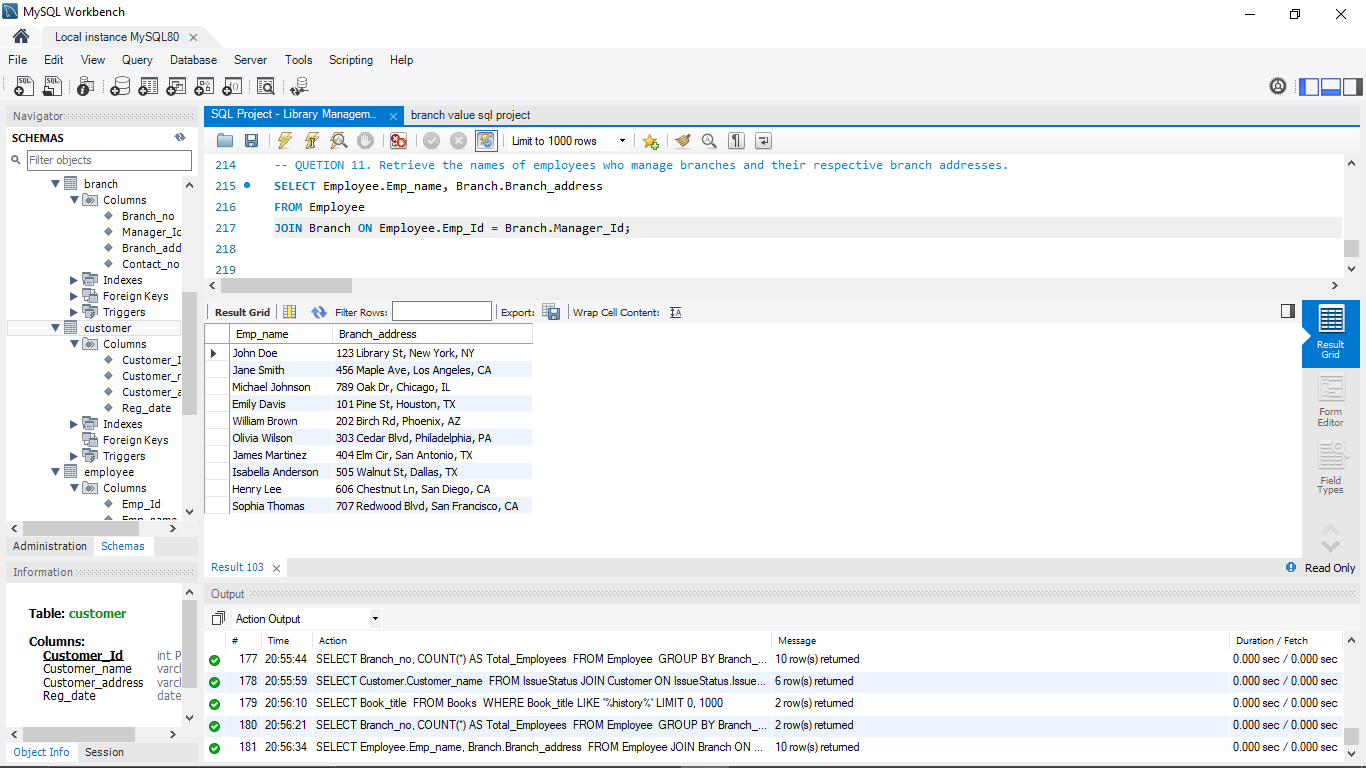 MySQL Workbench
Local instance MySQL80
File Edit View Query Database Server Tools Scripting Help
Navigator
SCHEMAS
Filter objects
branch
Columns
Branch_no
Manager_Id
Branch_add
Contact_no
Indexes
Foreign Keys
Triggers
customer
Columns
Customer_I
Customer_r
Customer_a
Reg_date
Indexes
Foreign Keys
Triggers
employee
Columns
Emp_Id
Emp_name
Administration Schemas
Information
Table: customer
Columns:
Customer_Id int P
Customer_name varch
Customer_address varch
Reg_date date
Object Info Session
SQL Project - Library Managem... branch value sql project
Limit to 1000 rows
214 -- QUETION 11. Retrieve the names of employees who manage branches and their respective branch addresses.
215 SELECT Employee.Emp_name, Branch.Branch_address
216 FROM Employee
217 JOIN Branch ON Employee.Emp_Id = Branch.Manager_Id;
218
219
Result Grid Filter Rows: Export: Wrap Cell Content:
Emp_name Branch_address
John Doe 123 Library St, New York, NY
Jane Smith 456 Maple Ave, Los Angeles, CA
Michael Johnson 789 Oak Dr, Chicago, IL
Emily Davis 101 Pine St, Houston, TX
William Brown 202 Birch Rd, Phoenix, AZ
Olivia Wilson 303 Cedar Blvd, Philadelphia, PA
James Martinez 404 Elm Cir, San Antonio, TX
Isabella Anderson 505 Walnut St, Dallas, TX
Henry Lee 606 Chestnut Ln, San Diego, CA
Sophia Thomas 707 Redwood Blvd, San Francisco, CA
Result Grid
Form Editor
Field Types
Result 103
Read Only
Output
Action Output
# Time Action Message Duration / Fetch
177 20:55:44 SELECT Branch_no, COUNT(*) AS Total_Employees FROM Employee GROUP BY Branch_... 10 row(s) returned 0.000 sec / 0.000 sec
178 20:55:59 SELECT Customer.Customer_name FROM IssueStatus JOIN Customer ON IssueStatus.Issue... 6 row(s) returned 0.000 sec / 0.000 sec
179 20:56:10 SELECT Book_title FROM Books WHERE Book_title LIKE '%history%' LIMIT 0, 1000 2 row(s) returned 0.000 sec / 0.000 sec
180 20:56:21 SELECT Branch_no, COUNT(*) AS Total_Employees FROM Employee GROUP BY Branch_... 2 row(s) returned 0.000 sec / 0.000 sec
181 20:56:34 SELECT Employee.Emp_name, Branch.Branch_address FROM Employee JOIN Branch ON ... 10 row(s) returned 0.000 sec / 0.000 sec